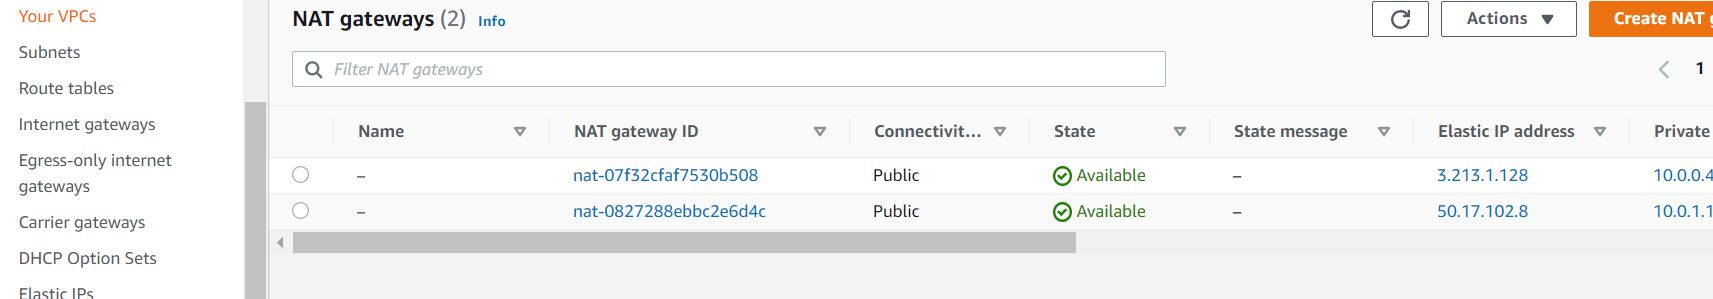 Your VPCs
Subnets
Route tables
Internet gateways
Egress-only internet
gateways
Carrier gateways
DHCP Option Sets
Elastic IPs
NAT gateways (2) Info
Actions
Create NAT
Filter NAT gateways
1
Name NAT gateway ID Connectivit... State State message Elastic IP address Private
– nat-07f32cfaf7530b508 Public Available – 3.213.1.128 10.0.0.4
– nat-0827288ebbc2e6d4c Public Available – 50.17.102.8 10.0.1.1